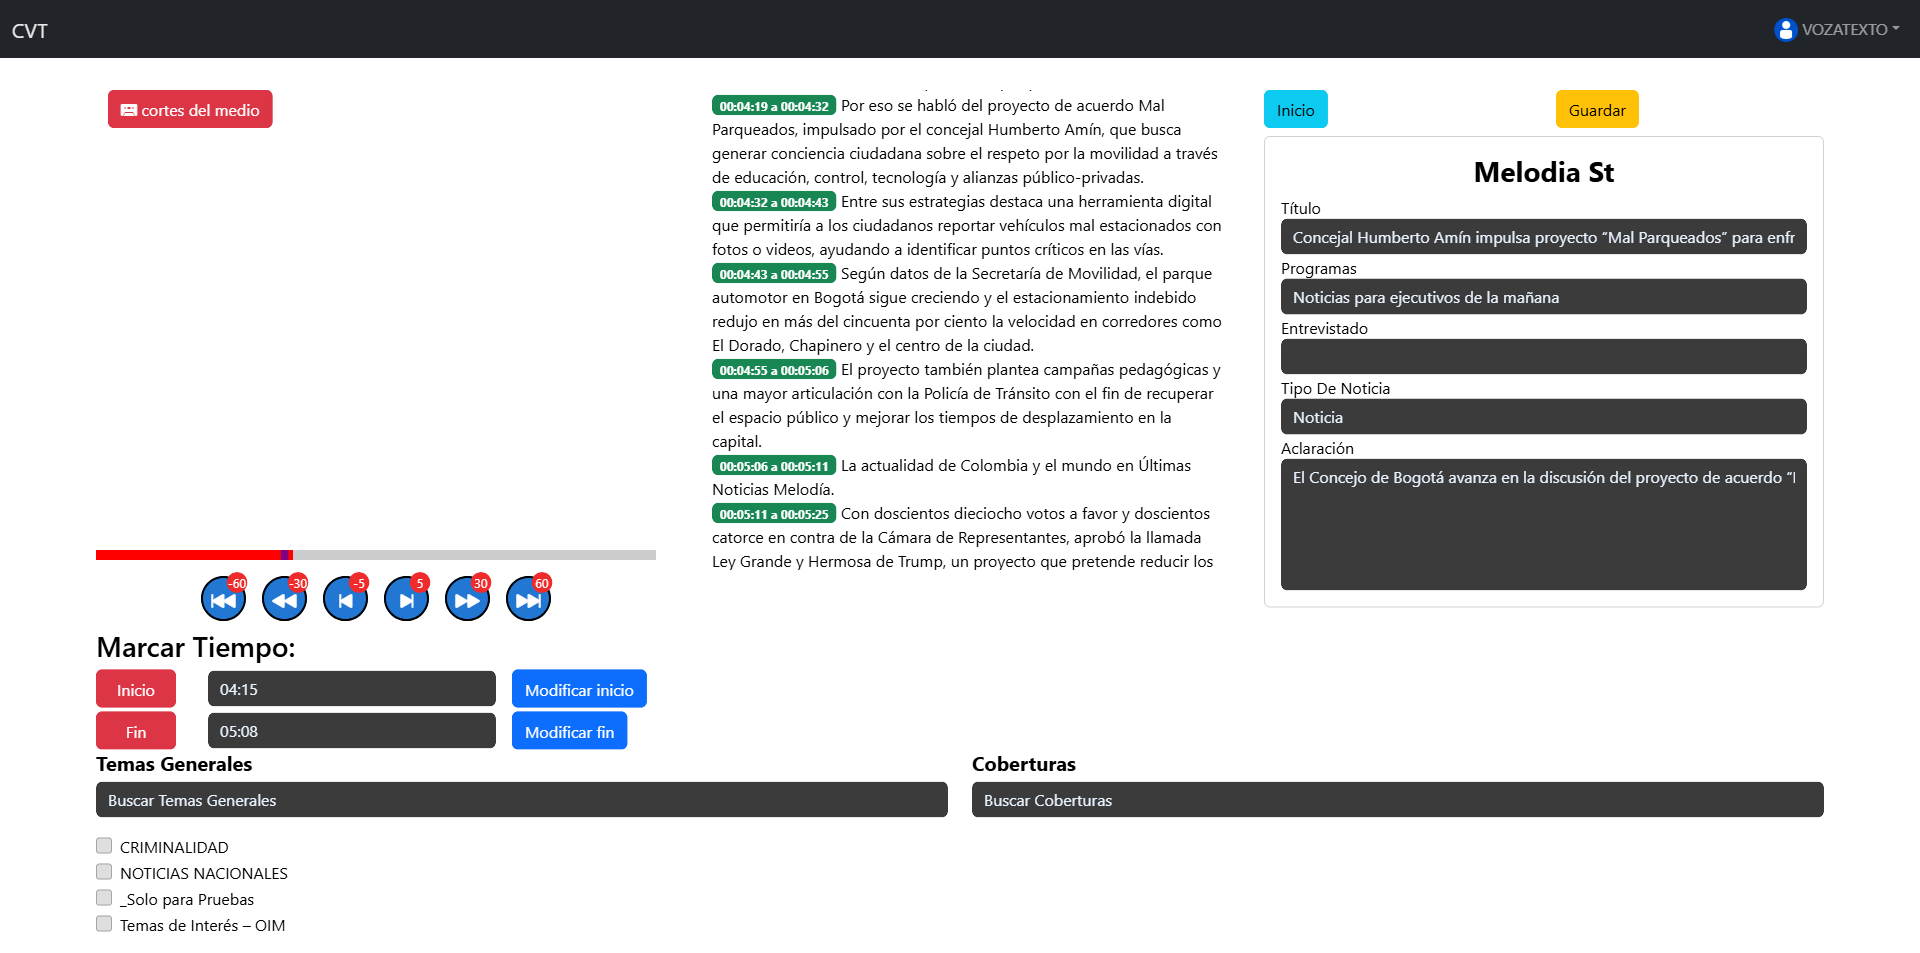 CVT
VOZATEXTO
cortes del medio
-60
-30
-5
5
30
60
Marcar Tiempo:
Inicio
04:15
Modificar inicio
Fin
05:08
Modificar fin
00:04:19 a 00:04:32 Por eso se habló del proyecto de acuerdo Mal
Parqueados, impulsado por el concejal Humberto Amín, que busca
generar conciencia ciudadana sobre el respeto por la movilidad a través
de educación, control, tecnología y alianzas público-privadas.
00:04:32 a 00:04:43 Entre sus estrategias destaca una herramienta digital
que permitiría a los ciudadanos reportar vehículos mal estacionados con
fotos o videos, ayudando a identificar puntos críticos en las vías.
00:04:43 a 00:04:55 Según datos de la Secretaría de Movilidad, el parque
automotor en Bogotá sigue creciendo y el estacionamiento indebido
redujo en más del cincuenta por ciento la velocidad en corredores como
El Dorado, Chapinero y el centro de la ciudad.
00:04:55 a 00:05:06 El proyecto también plantea campañas pedagógicas y
una mayor articulación con la Policía de Tránsito con el fin de recuperar
el espacio público y mejorar los tiempos de desplazamiento en la
capital.
00:05:06 a 00:05:11 La actualidad de Colombia y el mundo en Últimas
Noticias Melodía.
00:05:11 a 00:05:25 Con doscientos dieciocho votos a favor y doscientos
catorce en contra de la Cámara de Representantes, aprobó la llamada
Ley Grande y Hermosa de Trump, un proyecto que pretende reducir los
Inicio
Guardar
Melodia St
Título
Concejal Humberto Amín impulsa proyecto “Mal Parqueados” para enfr
Programas
Noticias para ejecutivos de la mañana
Entrevistado
Tipo De Noticia
Noticia
Aclaración
El Concejo de Bogotá avanza en la discusión del proyecto de acuerdo “
Temas Generales
Buscar Temas Generales
CRIMINALIDAD
NOTICIAS NACIONALES
_Solo para Pruebas
Temas de Interés – OIM
Coberturas
Buscar Coberturas